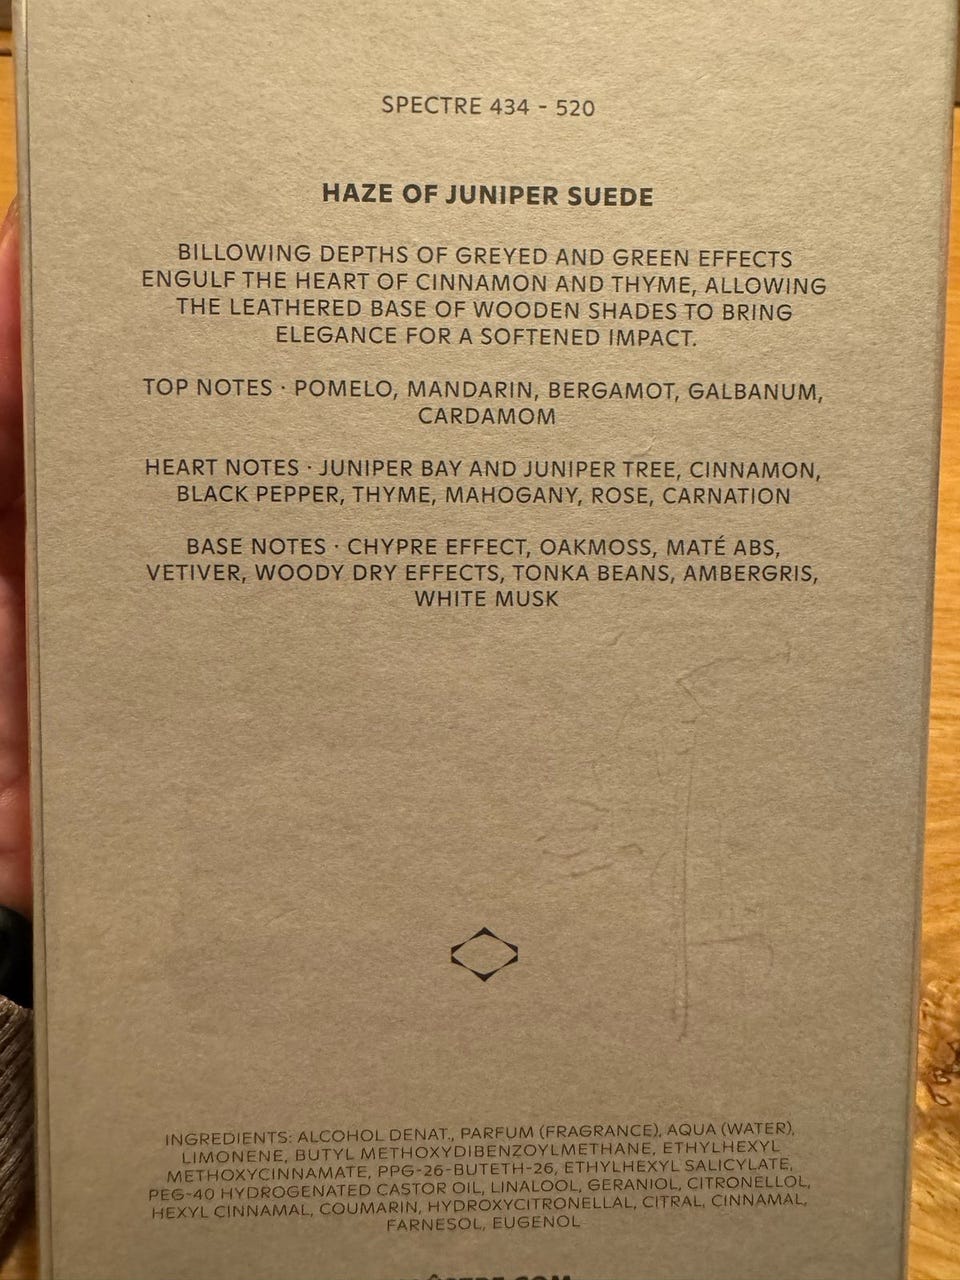 SPECTRE 434 - 520
HAZE OF JUNIPER SUEDE
BILLOWING DEPTHS OF GREYED AND GREEN EFFECTS
ENGULF THE HEART OF CINNAMON AND THYME, ALLOWING
THE LEATHERED BASE OF WOODEN SHADES TO BRING
ELEGANCE FOR A SOFTENED IMPACT.
TOP NOTES · POMELO, MANDARIN, BERGAMOT, GALBANUM,
CARDAMOM
HEART NOTES · JUNIPER BAY AND JUNIPER TREE, CINNAMON,
BLACK PEPPER, THYME, MAHOGANY, ROSE, CARNATION
BASE NOTES · CHYPRE EFFECT, OAKMOSS, MATÉ ABS,
VETIVER, WOODY DRY EFFECTS, TONKA BEANS, AMBERGRIS,
WHITE MUSK
INGREDIENTS: ALCOHOL DENAT., PARFUM (FRAGRANCE), AQUA (WATER),
LIMONENE, BUTYL METHOXYDIBENZOYLMETHANE, ETHYLHEXYL
METHOXYCINNAMATE, PPG-26-BUTETH-26, ETHYLHEXYL SALICYLATE,
PEG-40 HYDROGENATED CASTOR OIL, LINALOOL, GERANIOL, CITRONELLOL,
HEXYL CINNAMAL, COUMARIN, HYDROXYCITRONELLAL, CITRAL, CINNAMAL,
FARNESOL, EUGENOL